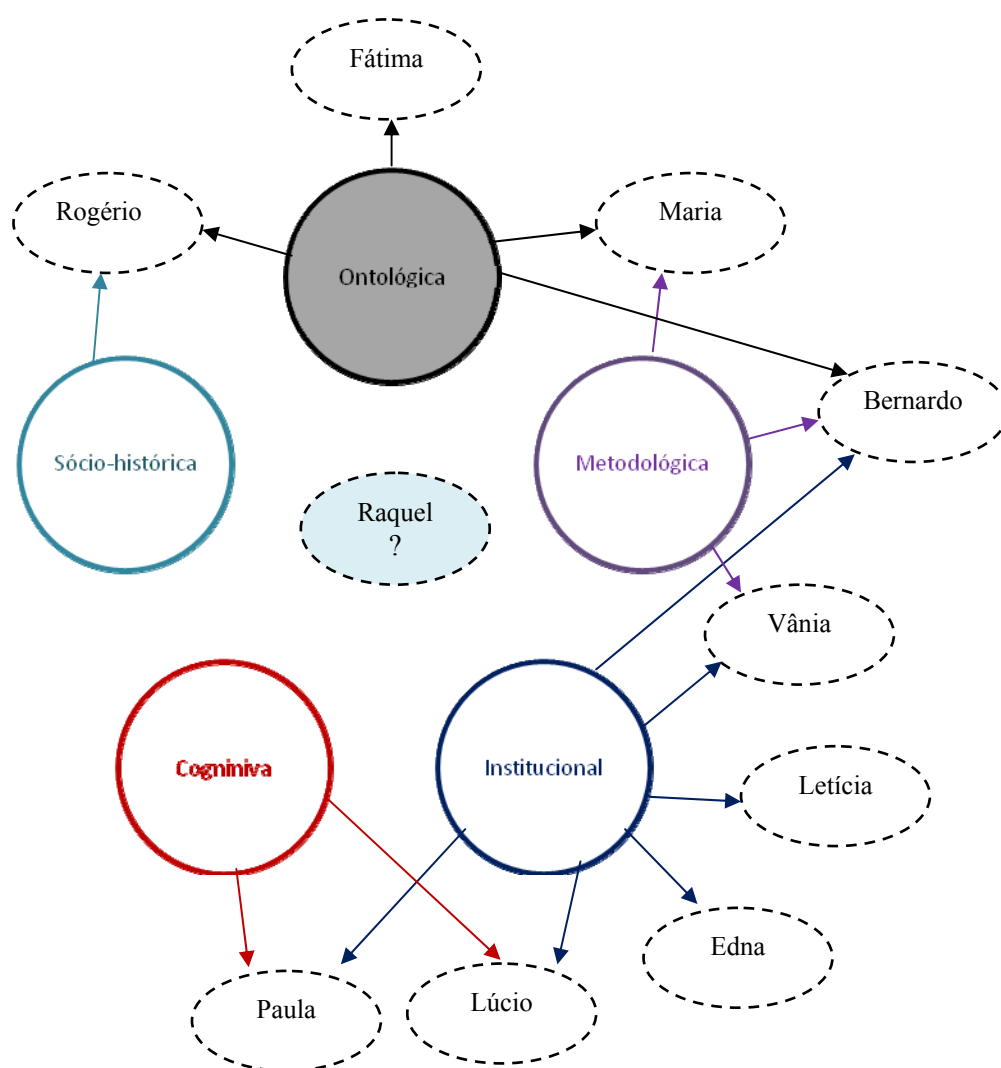 Fátima
Rogério
Maria
Ontológica
Bernardo
Sócio-histórica
Metodológica
Raquel
?
Vânia
Cogniniva
Institucional
Letícia
Edna
Paula
Lúcio